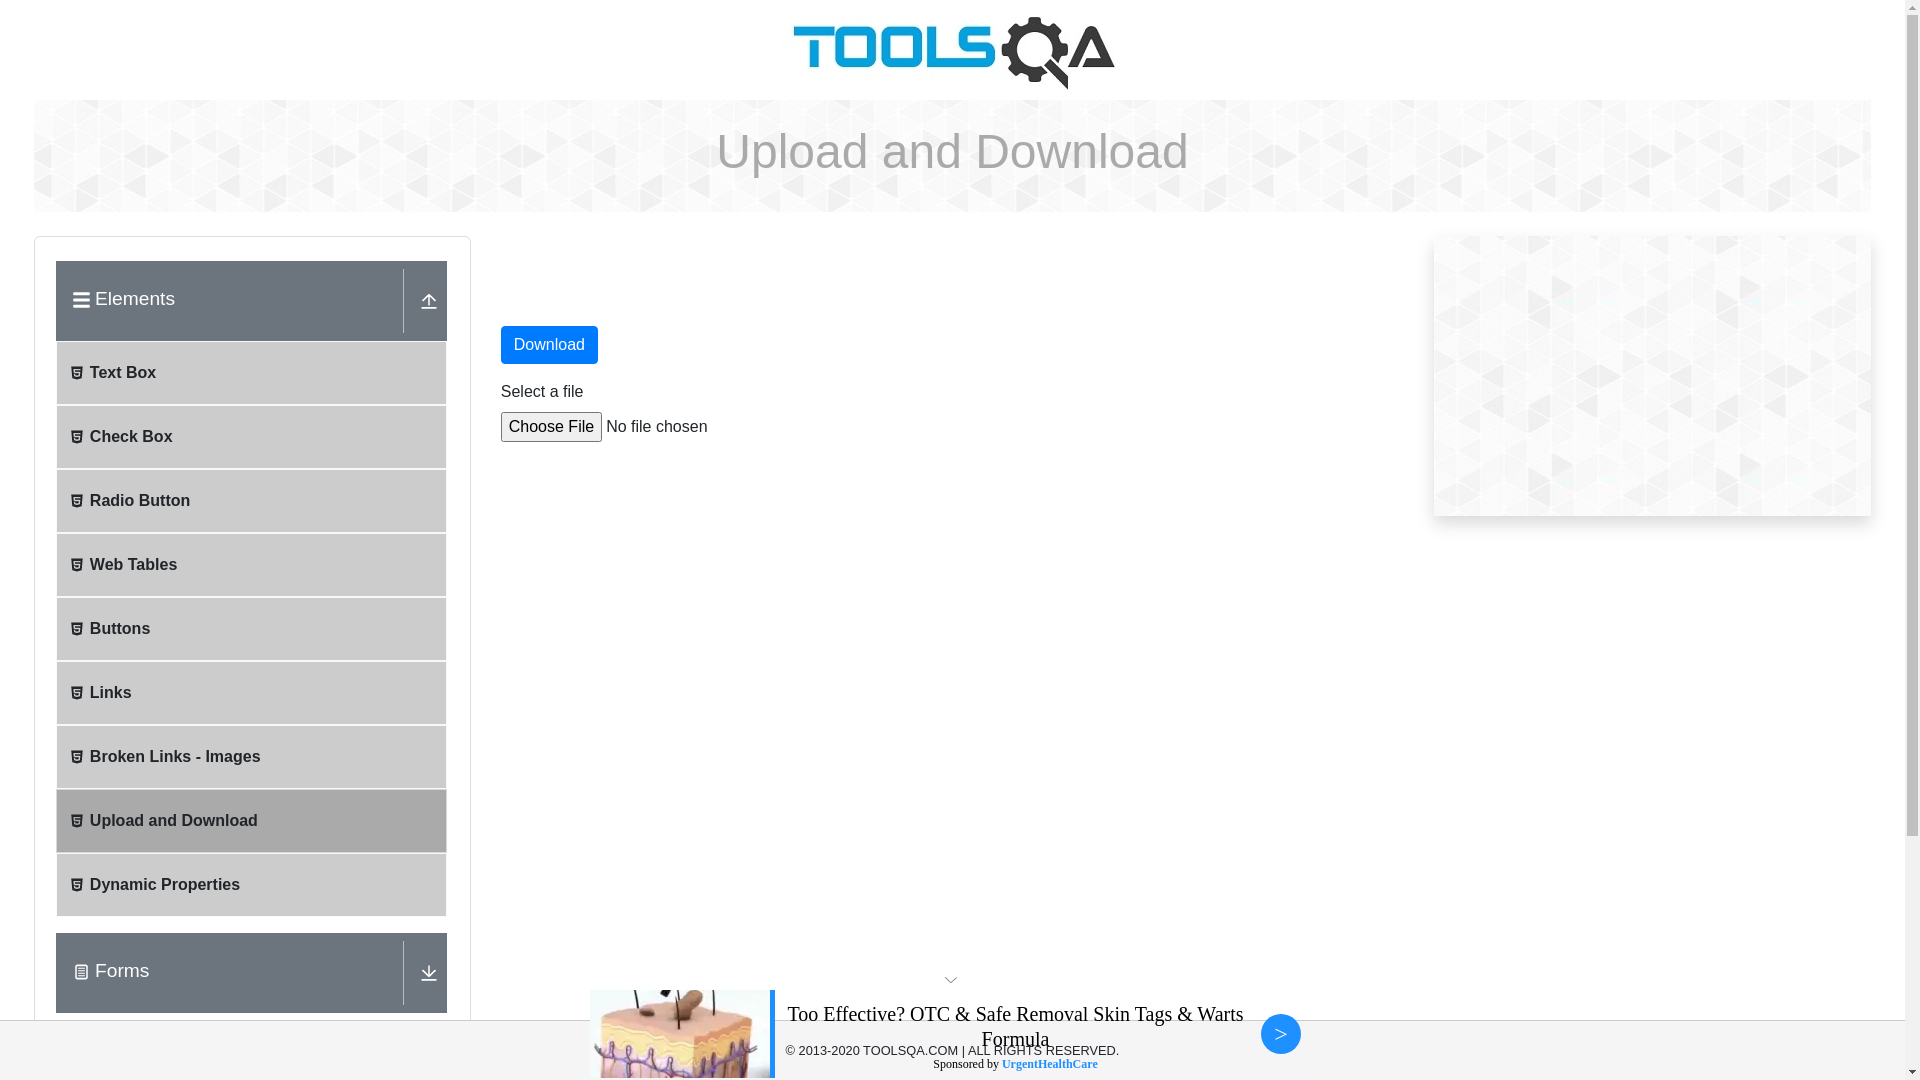 TOOLSQA
Upload and Download
Elements
Text Box
Check Box
Radio Button
Web Tables
Buttons
Links
Broken Links - Images
Upload and Download
Dynamic Properties
Forms
Download
Select a file
Choose File No file chosen
Too Effective? OTC & Safe Removal Skin Tags & Warts
Formula
>
© 2013-2020 TOOLSQA.COM | ALL RIGHTS RESERVED.
Sponsored by UrgentHealthCare